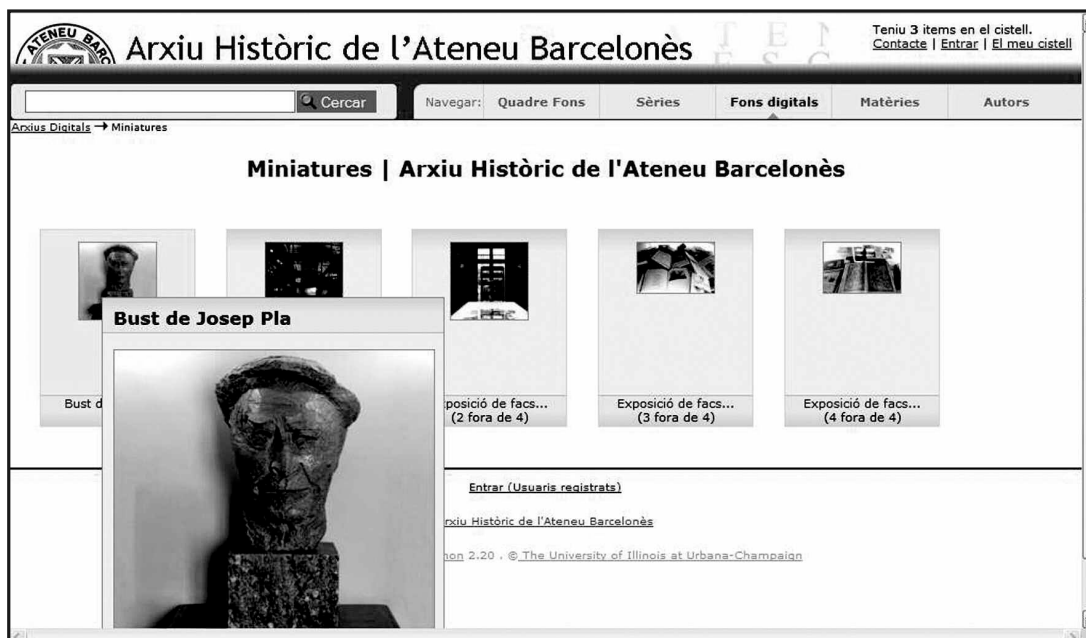 ATENEU BARC
Arxiu Històric de l'Ateneu Barcelonès
Teniu 3 items en el cistell.
Contacte | Entrar | El meu cistell
Cercar
Navegar: Quadre Fons Sèries Fons digitals Matèries Autors
Arxius Digitals → Miniatures
Miniatures | Arxiu Històric de l'Ateneu Barcelonès
Bust de Josep Pla
Bust d
posició de facs...
(2 fora de 4)
Exposició de facs...
(3 fora de 4)
Exposició de facs...
(4 fora de 4)
Entrar (Usuaris registrats)
rxiu Històric de l'Ateneu Barcelonès
non 2.20 . © The University of Illinois at Urbana-Champaign